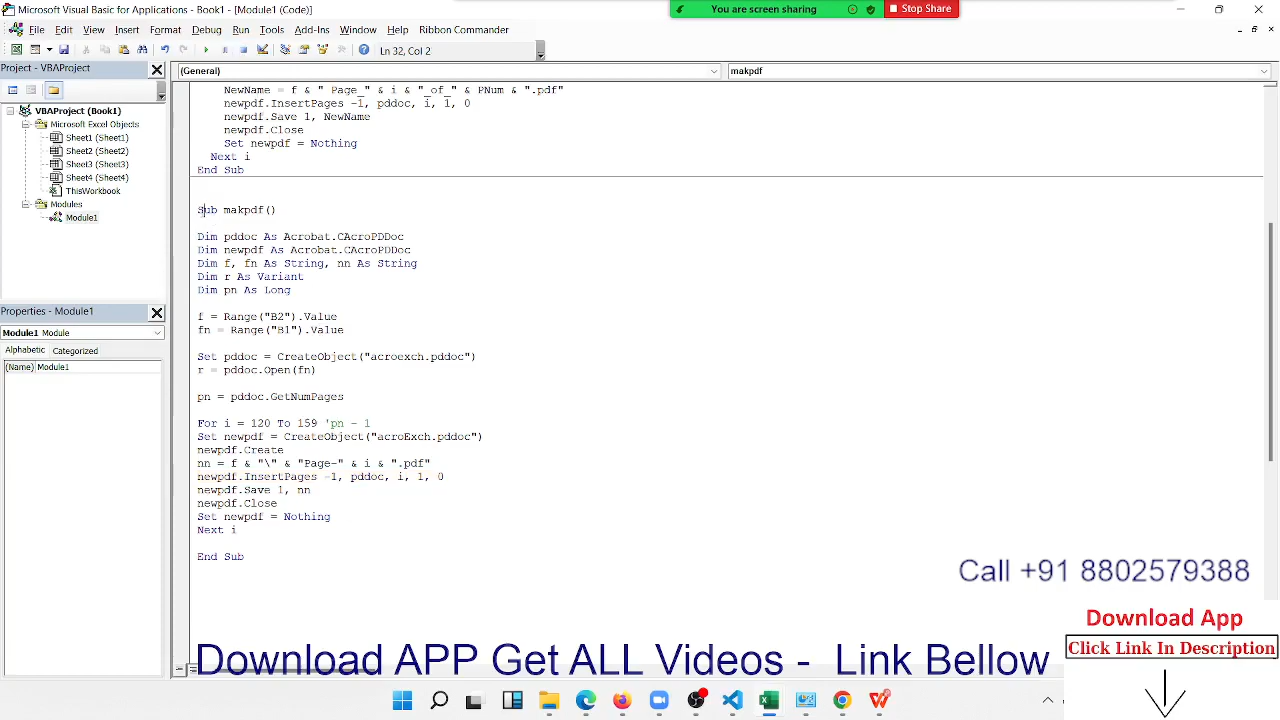 Microsoft Visual Basic for Applications - Book1 - [Module1 (Code)]
You are screen sharing
Stop Share
File Edit View Insert Format Debug Run Tools Add-Ins Window Help Ribbon Commander
Ln 32, Col 2
Project - VBAProject
(General)
makpdf
VBAProject (Book1)
Microsoft Excel Objects
Sheet1 (Sheet1)
Sheet2 (Sheet2)
Sheet3 (Sheet3)
Sheet4 (Sheet4)
ThisWorkbook
Modules
Module1
Properties - Module1
Module1 Module
Alphabetic Categorized
(Name) Module1
NewName = f & " Page_" & i & "_of_" & PNum & ".pdf"
newpdf.InsertPages -1, pddoc, i, 1, 0
newpdf.Save 1, NewName
newpdf.Close
Set newpdf = Nothing
Next i
End Sub
Sub makpdf()
Dim pddoc As Acrobat.CAcroPDDoc
Dim newpdf As Acrobat.CAcroPDDoc
Dim f, fn As String, nn As String
Dim r As Variant
Dim pn As Long
f = Range("B2").Value
fn = Range("B1").Value
Set pddoc = CreateObject("acroexch.pddoc")
r = pddoc.Open(fn)
pn = pddoc.GetNumPages
For i = 120 To 159 'pn - 1
Set newpdf = CreateObject("acroExch.pddoc")
newpdf.Create
nn = f & "\" & "Page-" & i & ".pdf"
newpdf.InsertPages -1, pddoc, i, 1, 0
newpdf.Save 1, nn
newpdf.Close
Set newpdf = Nothing
Next i
End Sub
Call +91 8802579388
Download App
Click Link In Description
Download APP Get ALL Videos - Link Bellow